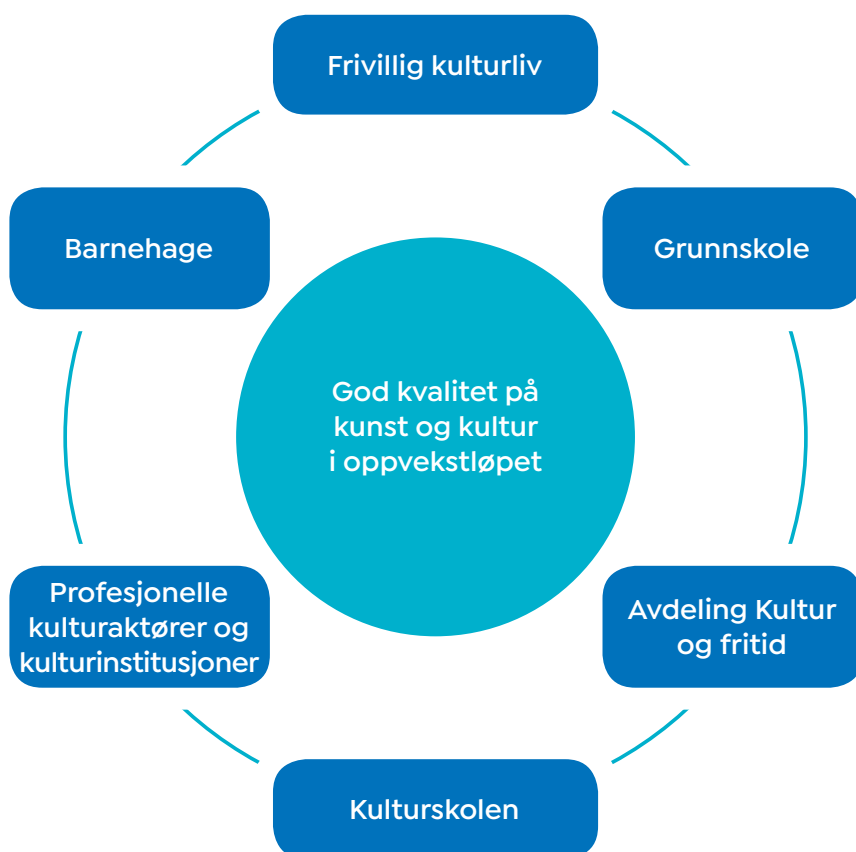 Frivillig kulturliv
Barnehage
Grunnskole
God kvalitet på
kunst og kultur
i oppvekstløpet
Profesjonelle
kulturaktører og
kulturinstitusjoner
Avdeling Kultur
og fritid
Kulturskolen